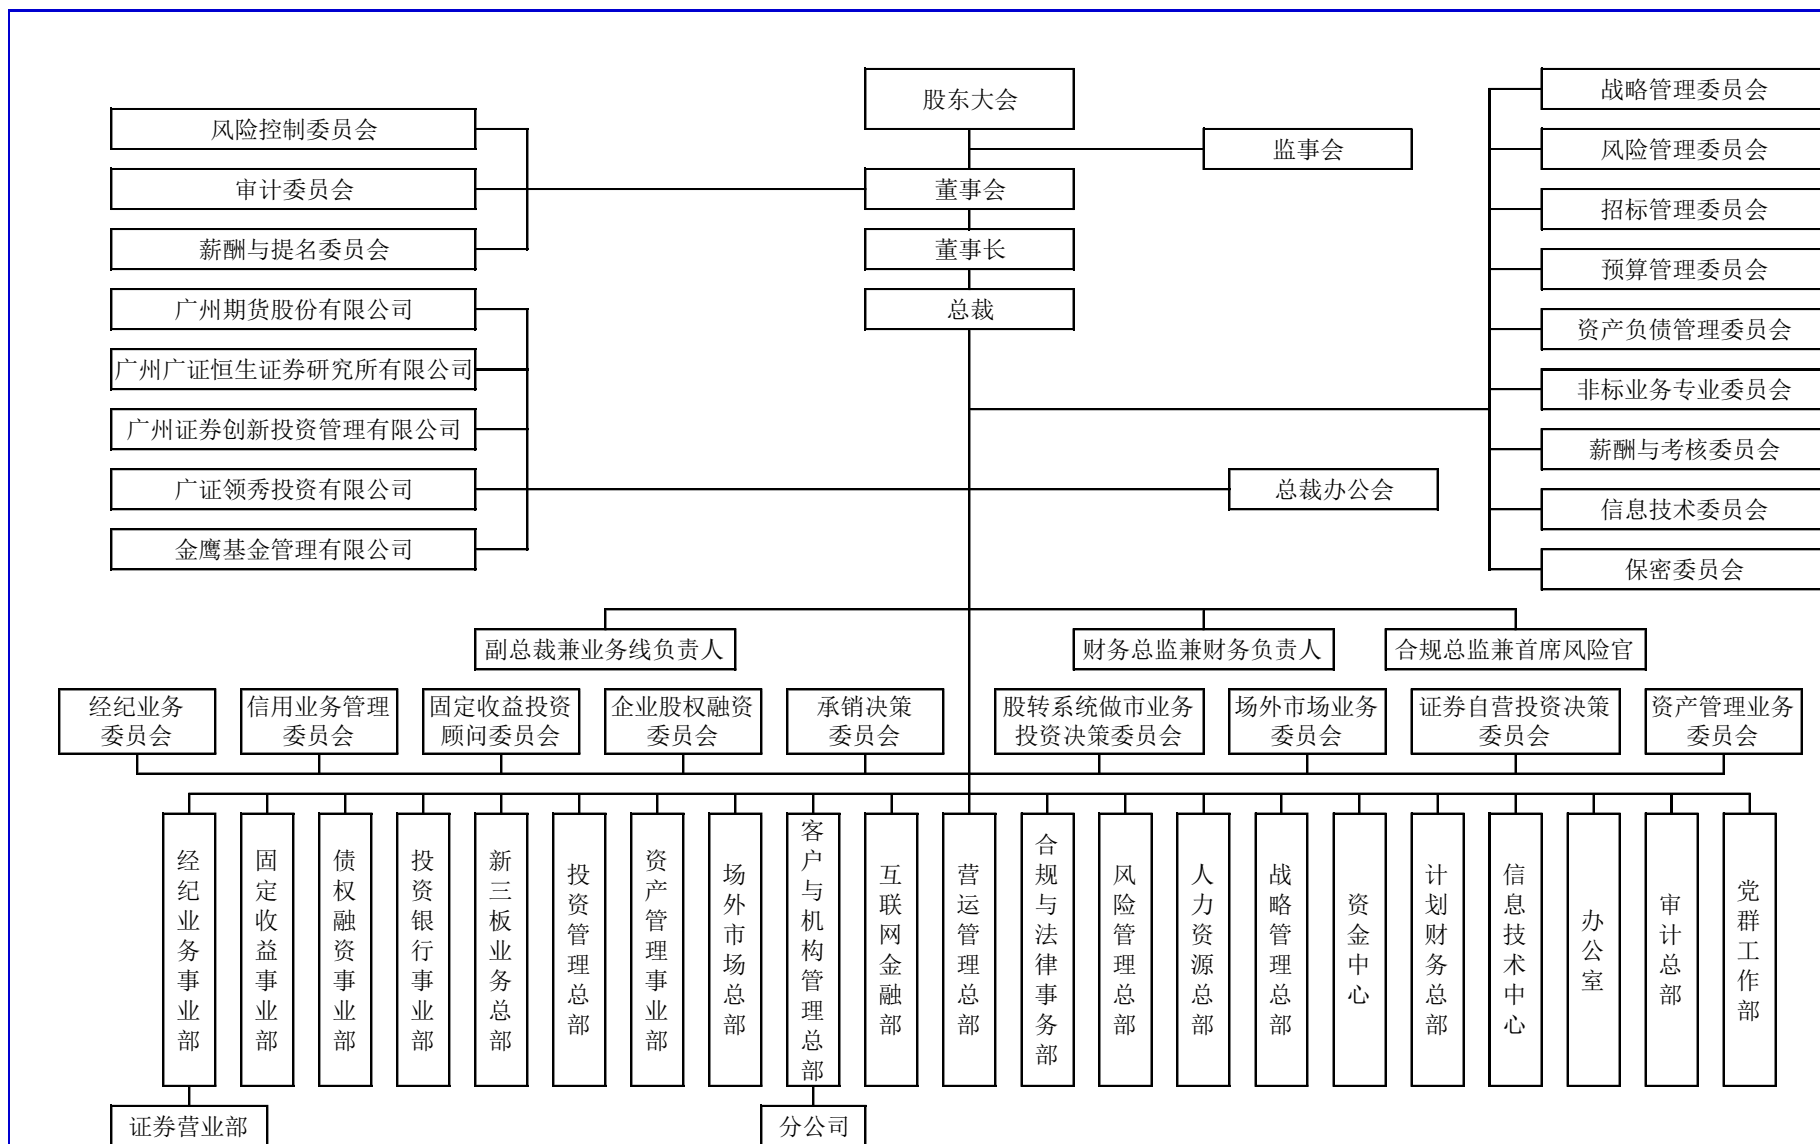 股东大会
监事会
董事会
董事长
总裁
风险控制委员会
审计委员会
薪酬与提名委员会
广州期货股份有限公司
广州广证恒生证券研究所有限公司
广州证券创新投资管理有限公司
广证领秀投资有限公司
金鹰基金管理有限公司
总裁办公会
战略管理委员会
风险管理委员会
招标管理委员会
预算管理委员会
资产负债管理委员会
非标业务专业委员会
薪酬与考核委员会
信息技术委员会
保密委员会
副总裁兼业务线负责人
财务总监兼财务负责人
合规总监兼首席风险官
经纪业务
委员会
信用业务管理
委员会
固定收益投资
顾问委员会
企业股权融资
委员会
承销决策
委员会
股转系统做市业务
投资决策委员会
场外市场业务
委员会
证券自营投资决策
委员会
资产管理业务
委员会
经纪业务事业部
固定收益事业部
债权融资事业部
投资银行事业部
新三板业务总部
投资管理总部
资产管理事业部
场外市场总部
客户与机构管理总部
互联网金融部
营运管理总部
合规与法律事务部
风险管理总部
人力资源总部
战略管理总部
资金中心
计划财务总部
信息技术中心
办公室
审计总部
党群工作部
证券营业部
分公司